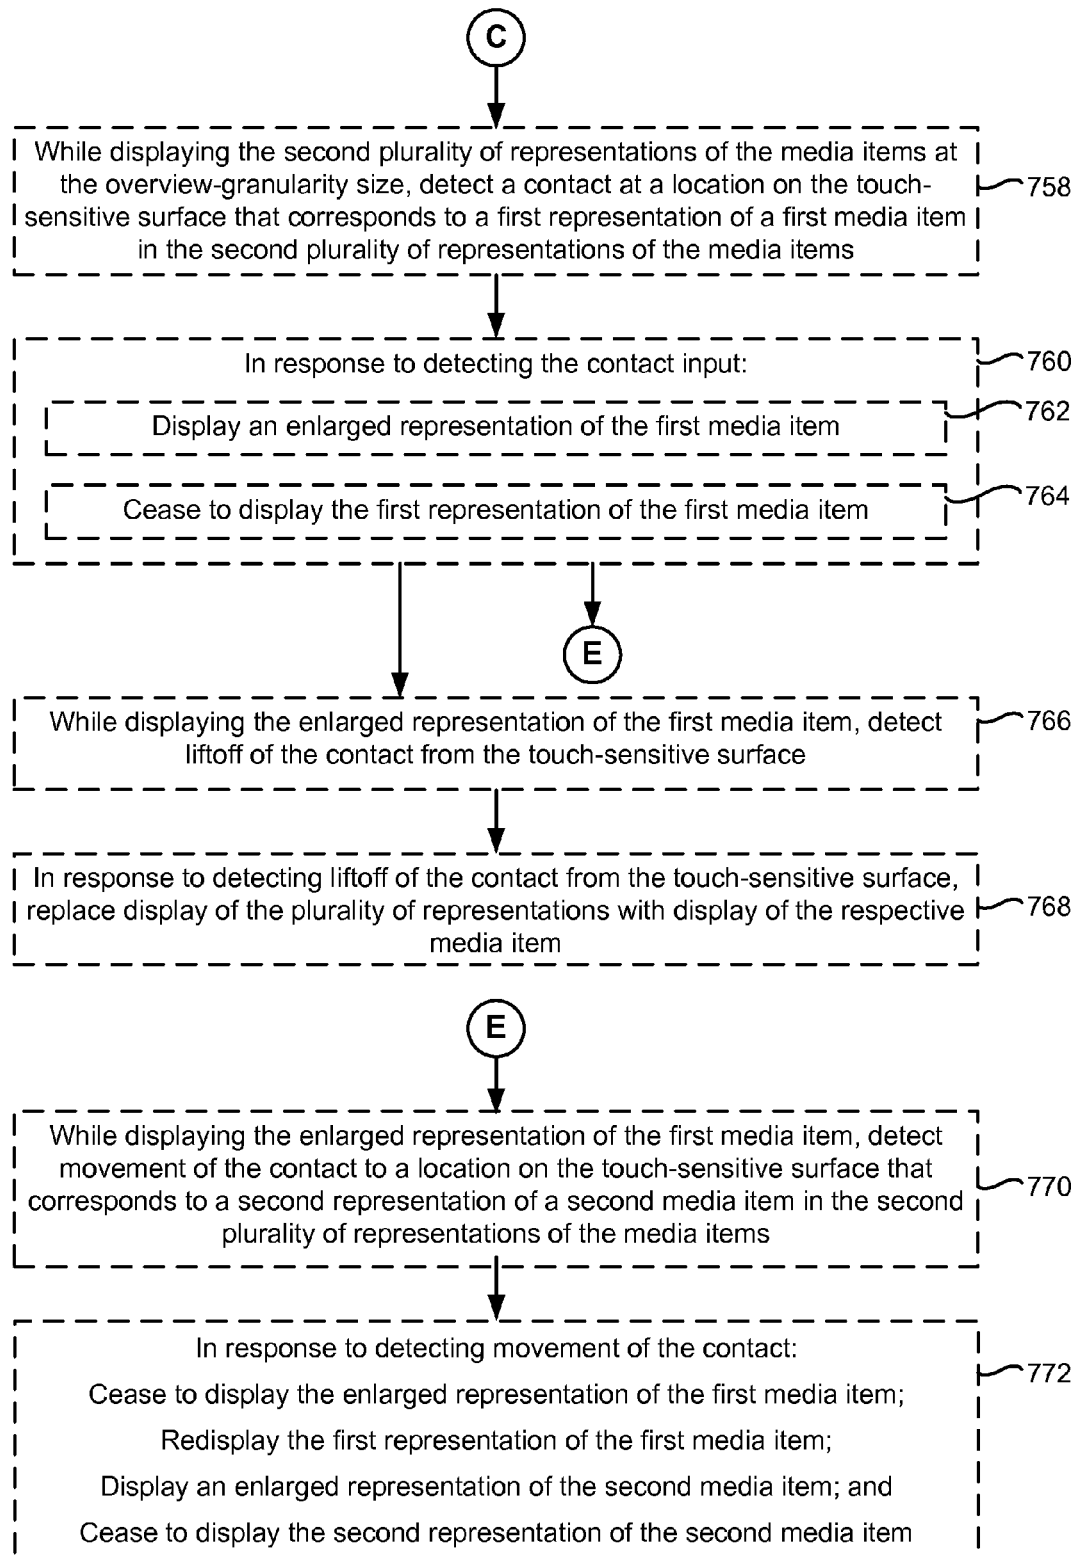 C
While displaying the second plurality of representations of the media items at
the overview-granularity size, detect a contact at a location on the touch-
sensitive surface that corresponds to a first representation of a first media item
in the second plurality of representations of the media items
758
In response to detecting the contact input:
760
Display an enlarged representation of the first media item
762
Cease to display the first representation of the first media item
764
E
While displaying the enlarged representation of the first media item, detect
liftoff of the contact from the touch-sensitive surface
766
In response to detecting liftoff of the contact from the touch-sensitive surface,
replace display of the plurality of representations with display of the respective
media item
768
E
While displaying the enlarged representation of the first media item, detect
movement of the contact to a location on the touch-sensitive surface that
corresponds to a second representation of a second media item in the second
plurality of representations of the media items
770
In response to detecting movement of the contact:
772
Cease to display the enlarged representation of the first media item;
Redisplay the first representation of the first media item;
Display an enlarged representation of the second media item; and
Cease to display the second representation of the second media item